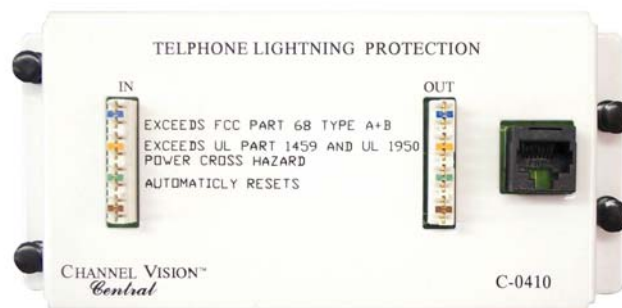 TELPHONE LIGHTNING PROTECTION
IN
OUT
EXCEEDS FCC PART 68 TYPE A+B
EXCEEDS UL PART 1459 AND UL 1950
POWER CROSS HAZARD
AUTOMATICLY RESETS
CHANNEL VISION™
Central
C-0410